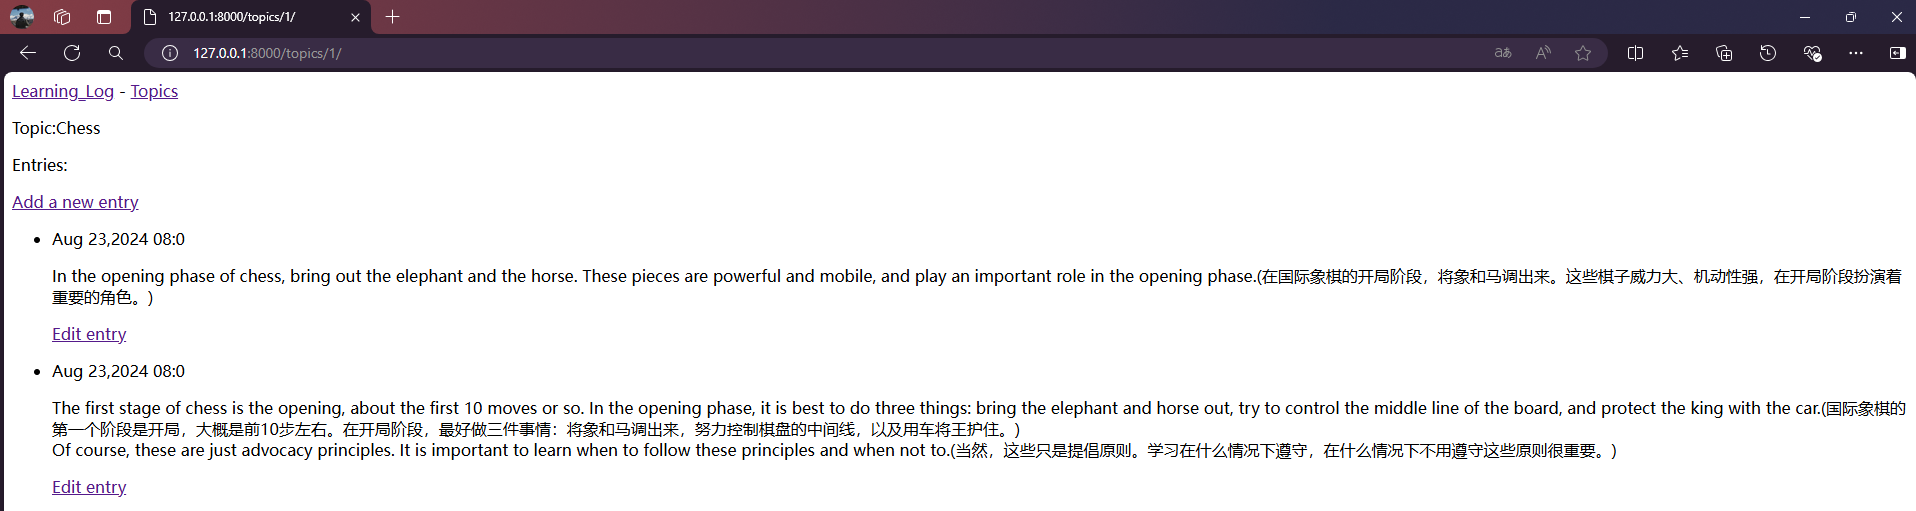 127.0.0.1:8000/topics/1/
127.0.0.1:8000/topics/1/
Learning_Log - Topics
Topic:Chess
Entries:
Add a new entry
Aug 23,2024 08:0
In the opening phase of chess, bring out the elephant and the horse. These pieces are powerful and mobile, and play an important role in the opening phase.(在国际象棋的开局阶段，将象和马调出来。这些棋子威力大、机动性强，在开局阶段扮演着
重要的角色。)
Edit entry
Aug 23,2024 08:0
The first stage of chess is the opening, about the first 10 moves or so. In the opening phase, it is best to do three things: bring the elephant and horse out, try to control the middle line of the board, and protect the king with the car.(国际象棋的
第一个阶段是开局，大概是前10步左右。在开局阶段，最好做三件事情：将象和马调出来，努力控制棋盘的中间线，以及用车将王护住。)
Of course, these are just advocacy principles. It is important to learn when to follow these principles and when not to.(当然，这些只是提倡原则。学习在什么情况下遵守，在什么情况下不用遵守这些原则很重要。)
Edit entry